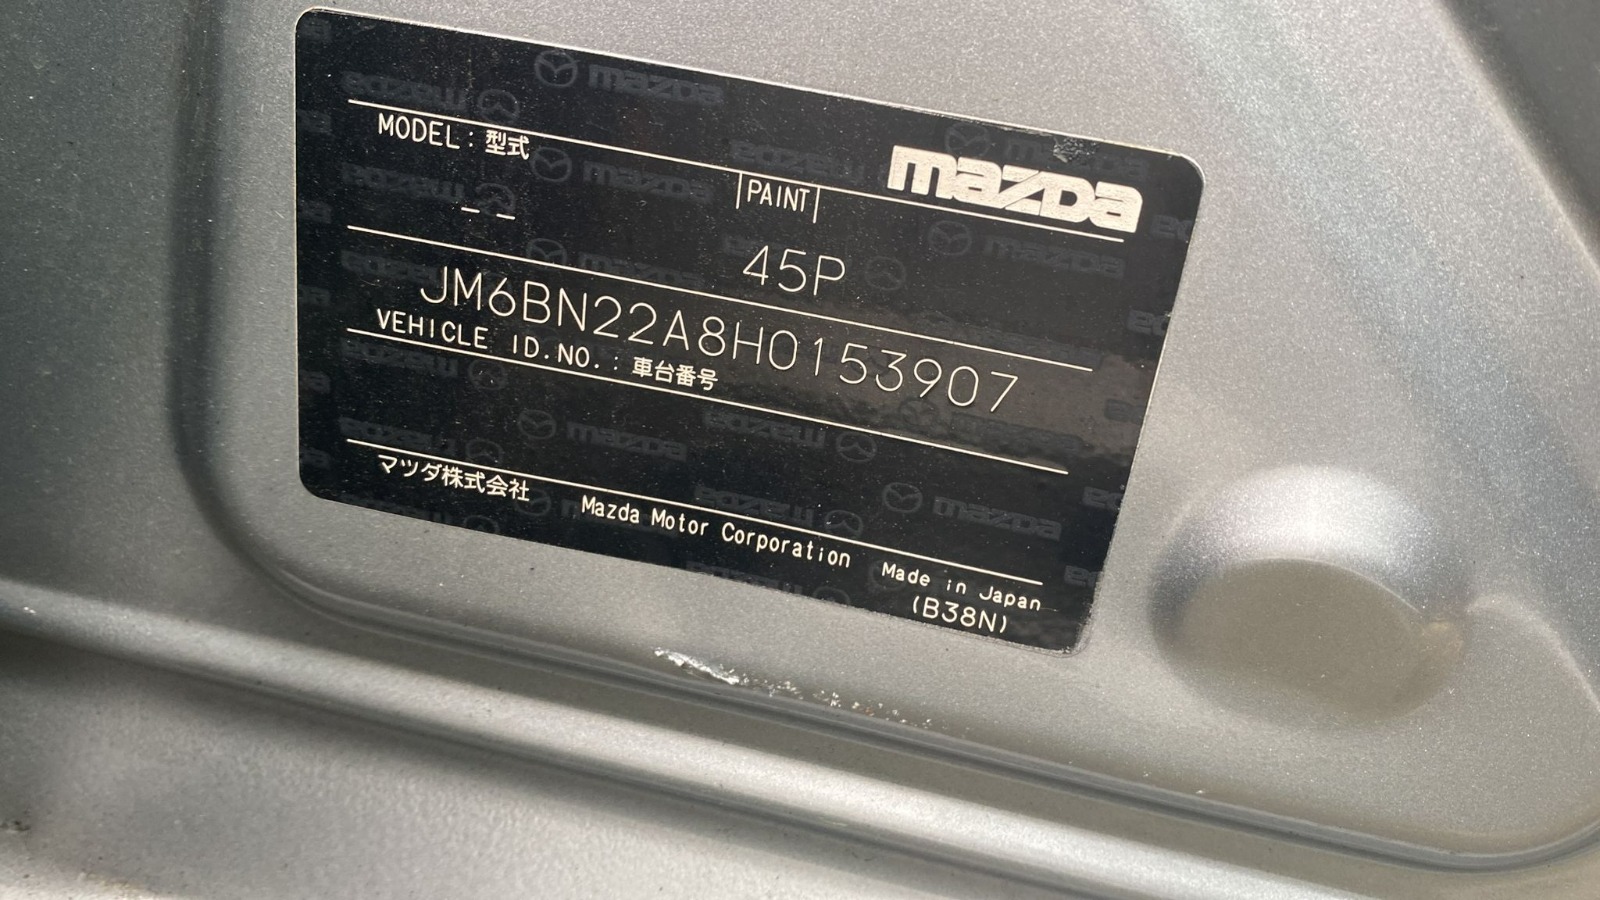 mazda
MODEL: 型式
PAINT
--
45P
JM6BN22A8H0153907
VEHICLE ID.NO.: 車台番号
マツダ株式会社 Mazda Motor Corporation Made in Japan
(B38N)